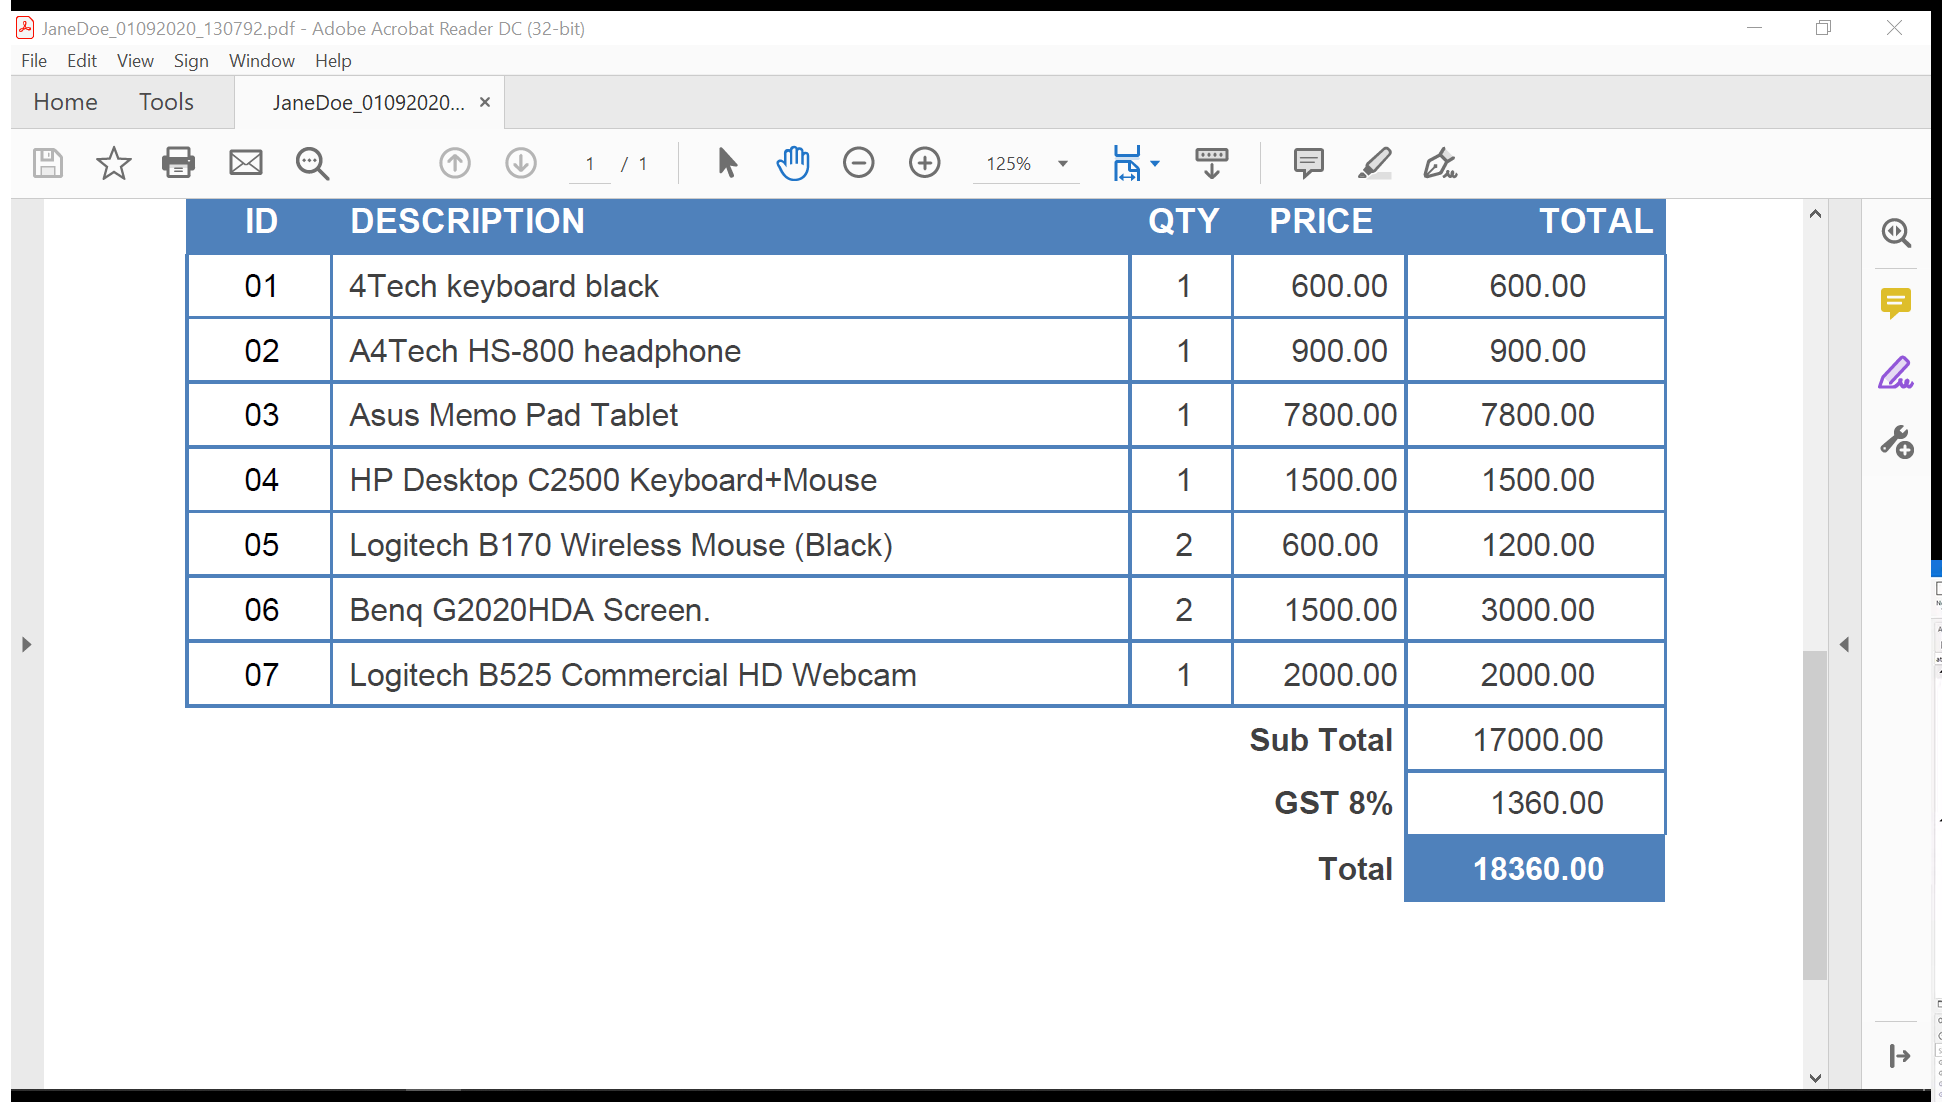 JaneDoe_01092020_130792.pdf - Adobe Acrobat Reader DC (32-bit)
File Edit View Sign Window Help
Home Tools JaneDoe_01092020... ×
1 / 1 125%
ID DESCRIPTION QTY PRICE TOTAL
01 4Tech keyboard black 1 600.00 600.00
02 A4Tech HS-800 headphone 1 900.00 900.00
03 Asus Memo Pad Tablet 1 7800.00 7800.00
04 HP Desktop C2500 Keyboard+Mouse 1 1500.00 1500.00
05 Logitech B170 Wireless Mouse (Black) 2 600.00 1200.00
06 Benq G2020HDA Screen. 2 1500.00 3000.00
07 Logitech B525 Commercial HD Webcam 1 2000.00 2000.00
Sub Total 17000.00
GST 8% 1360.00
Total 18360.00